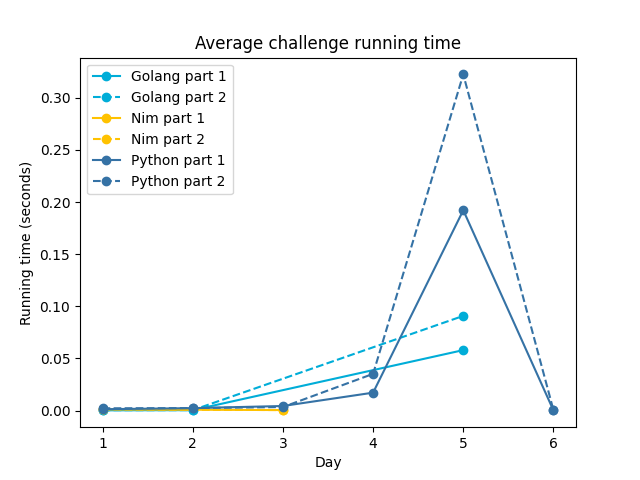 Average challenge running time
Golang part 1
Golang part 2
Nim part 1
Nim part 2
Python part 1
Python part 2
Running time (seconds)
0.30
0.25
0.20
0.15
0.10
0.05
0.00
1 2 3 4 5 6
Day